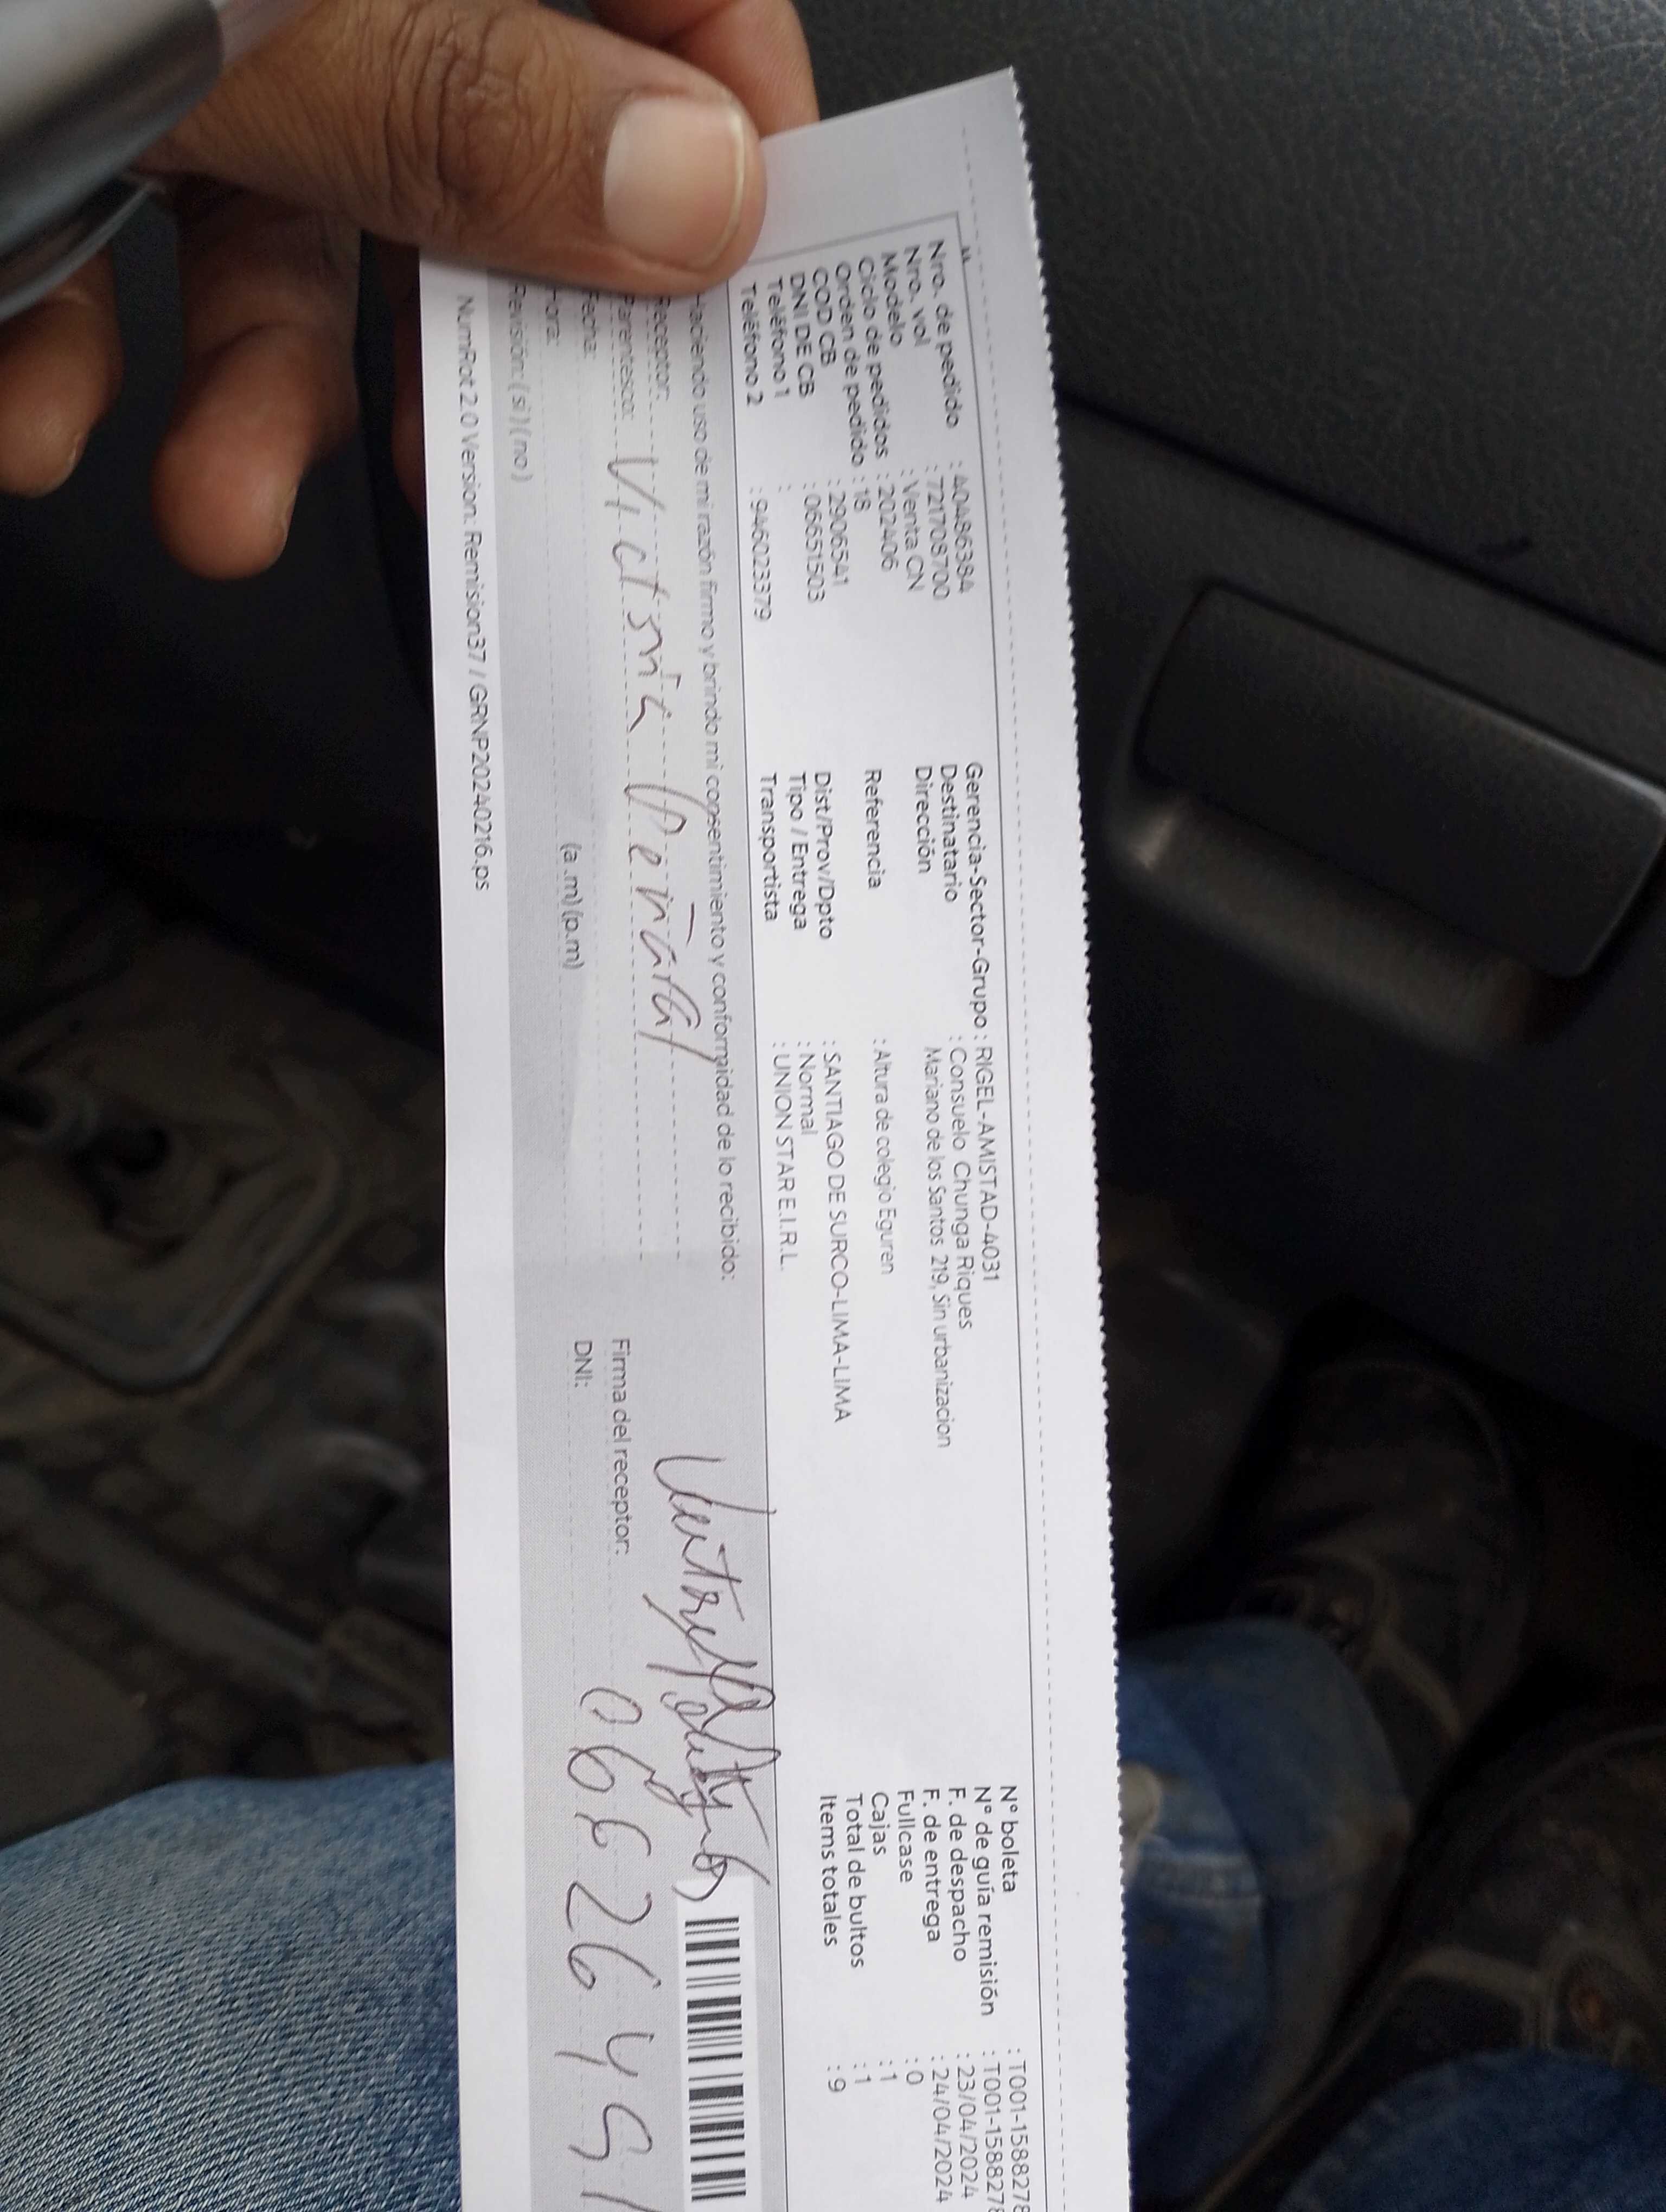 Nro. de pedido : 40486384
Nro. vol : 721708700
Modelo : Venta CN
Ciclo de pedidos : 202406
Orden de pedido : 18
COD CB : 2906541
DNI DE CB : 06651503
Teléfono 1 :
Teléfono 2 : 946023379
Gerencia-Sector-Grupo : RIGEL-AMISTAD-4031
Destinatario : Consuelo Chunga Riques
Dirección Mariano de los Santos 219, Sin urbanizacion
Referencia : Altura de colegio Eguren
Dist/Prov/Dpto : SANTIAGO DE SURCO-LIMA-LIMA
Tipo / Entrega : Normal
Transportista : UNION STAR E.I.R.L.
N° boleta : T001-1588278
N° de guía remisión : T001-1588278
F. de despacho : 23/04/2024
F. de entrega : 24/04/2024
Fullcase : 0
Cajas : 1
Total de bultos : 1
Items totales : 9
Haciendo uso de mi razón firmo y brindo mi consentimiento y conformidad de lo recibido:
Receptor:
Parentesco: Victoria
Fecha:
Hora: (a.m) (p.m)
Revisión: ( si ) ( no )
Firma del receptor:
DNI: 066264
NumRot 2.0 Version: Remision37 / GRNP20240216.ps